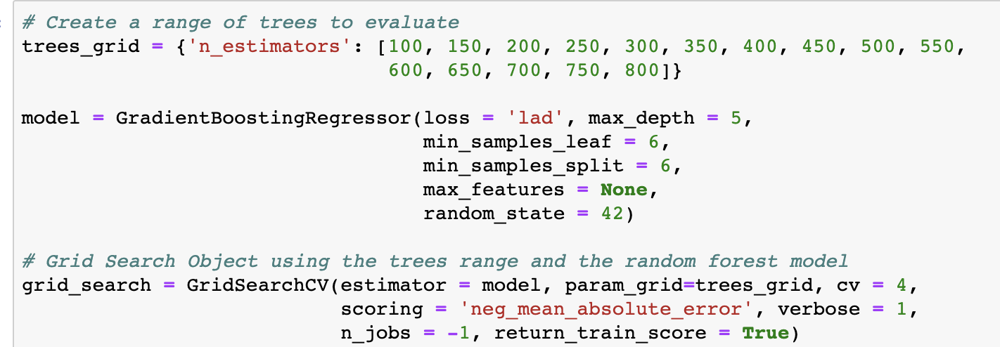 # Create a range of trees to evaluate
trees_grid = {'n_estimators': [100, 150, 200, 250, 300, 350, 400, 450, 500, 550,
                               600, 650, 700, 750, 800]}

model = GradientBoostingRegressor(loss = 'lad', max_depth = 5,
                                  min_samples_leaf = 6,
                                  min_samples_split = 6,
                                  max_features = None,
                                  random_state = 42)

# Grid Search Object using the trees range and the random forest model
grid_search = GridSearchCV(estimator = model, param_grid=trees_grid, cv = 4,
                           scoring = 'neg_mean_absolute_error', verbose = 1,
                           n_jobs = -1, return_train_score = True)